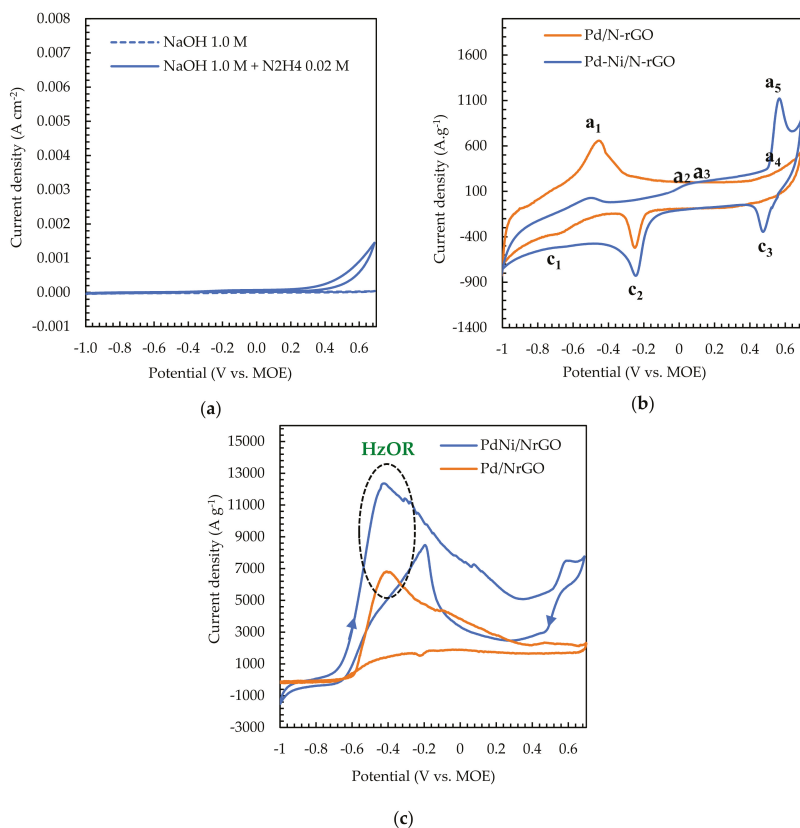 0.008
0.007
0.006
0.005
0.004
0.003
0.002
0.001
0.000
-0.001
Current density (A cm-2)
NaOH 1.0 M
NaOH 1.0 M + N2H4 0.02 M
-1.0 -0.8 -0.6 -0.4 -0.2 0.0 0.2 0.4 0.6
Potential (V vs. MOE)
(a)
1600
1100
600
100
-400
-900
-1400
Current density (A.g-1)
Pd/N-rGO
Pd-Ni/N-rGO
a1
a2
a3
a4
a5
c1
c2
c3
-1 -0.8 -0.6 -0.4 -0.2 0 0.2 0.4 0.6
Potential (V vs. MOE)
(b)
15000
13000
11000
9000
7000
5000
3000
1000
-1000
-3000
Current density (A g-1)
HzOR
PdNi/NrGO
Pd/NrGO
-1 -0.8 -0.6 -0.4 -0.2 0 0.2 0.4 0.6
Potential (V vs. MOE)
(c)